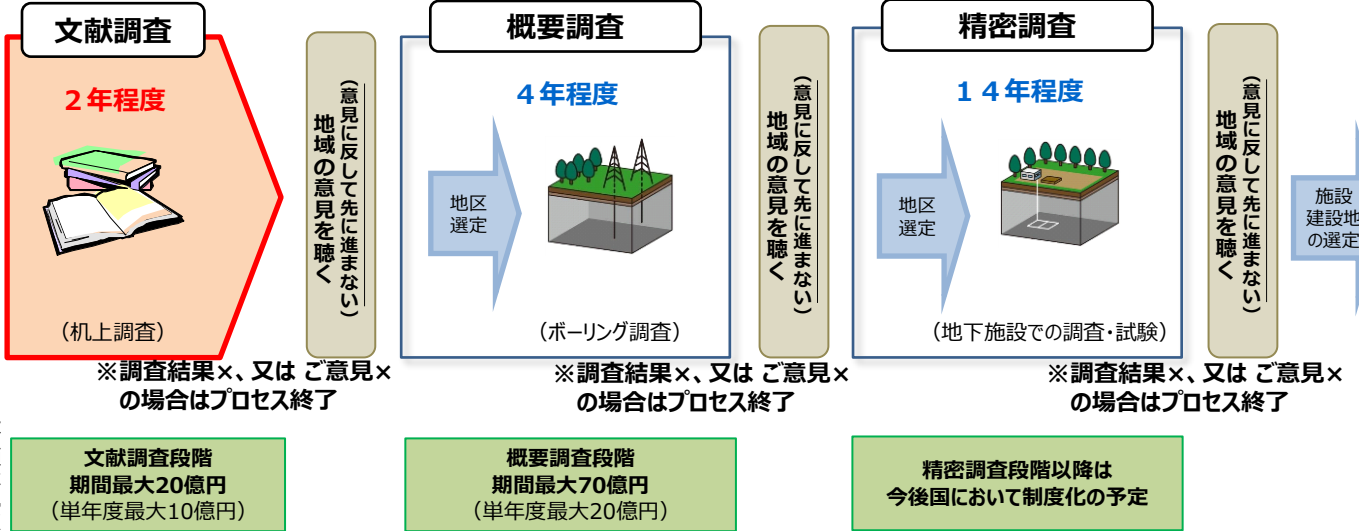 文献調査
2年程度
(机上調査)
地域の意見を聴く
(意見に反して先に進まない)
※調査結果×、又は ご意見×
の場合はプロセス終了
概要調査
4年程度
地区
選定
(ボーリング調査)
地域の意見を聴く
(意見に反して先に進まない)
※調査結果×、又は ご意見×
の場合はプロセス終了
精密調査
14年程度
地区
選定
(地下施設での調査・試験)
地域の意見を聴く
(意見に反して先に進まない)
※調査結果×、又は ご意見×
の場合はプロセス終了
施設
建設地
の選定
文献調査段階
期間最大20億円
(単年度最大10億円)
概要調査段階
期間最大70億円
(単年度最大20億円)
精密調査段階以降は
今後国において制度化の予定